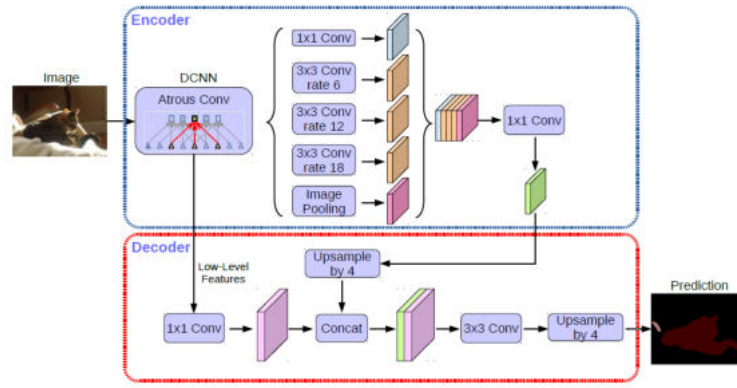 Encoder
Image
DCNN
Atrous Conv
1x1 Conv
3x3 Conv
rate 6
3x3 Conv
rate 12
3x3 Conv
rate 18
Image
Pooling
1x1 Conv
Decoder
Low-Level
Features
Upsample
by 4
1x1 Conv
Concat
3x3 Conv
Upsample
by 4
Prediction